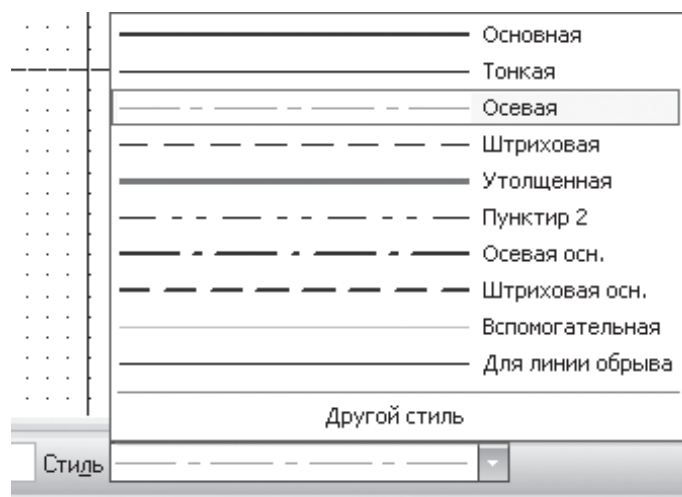 Основная
Тонкая
Осевая
Штриховая
Утолщенная
Пунктир 2
Осевая осн.
Штриховая осн.
Вспомогательная
Для линии обрыва
Другой стиль
Стиль